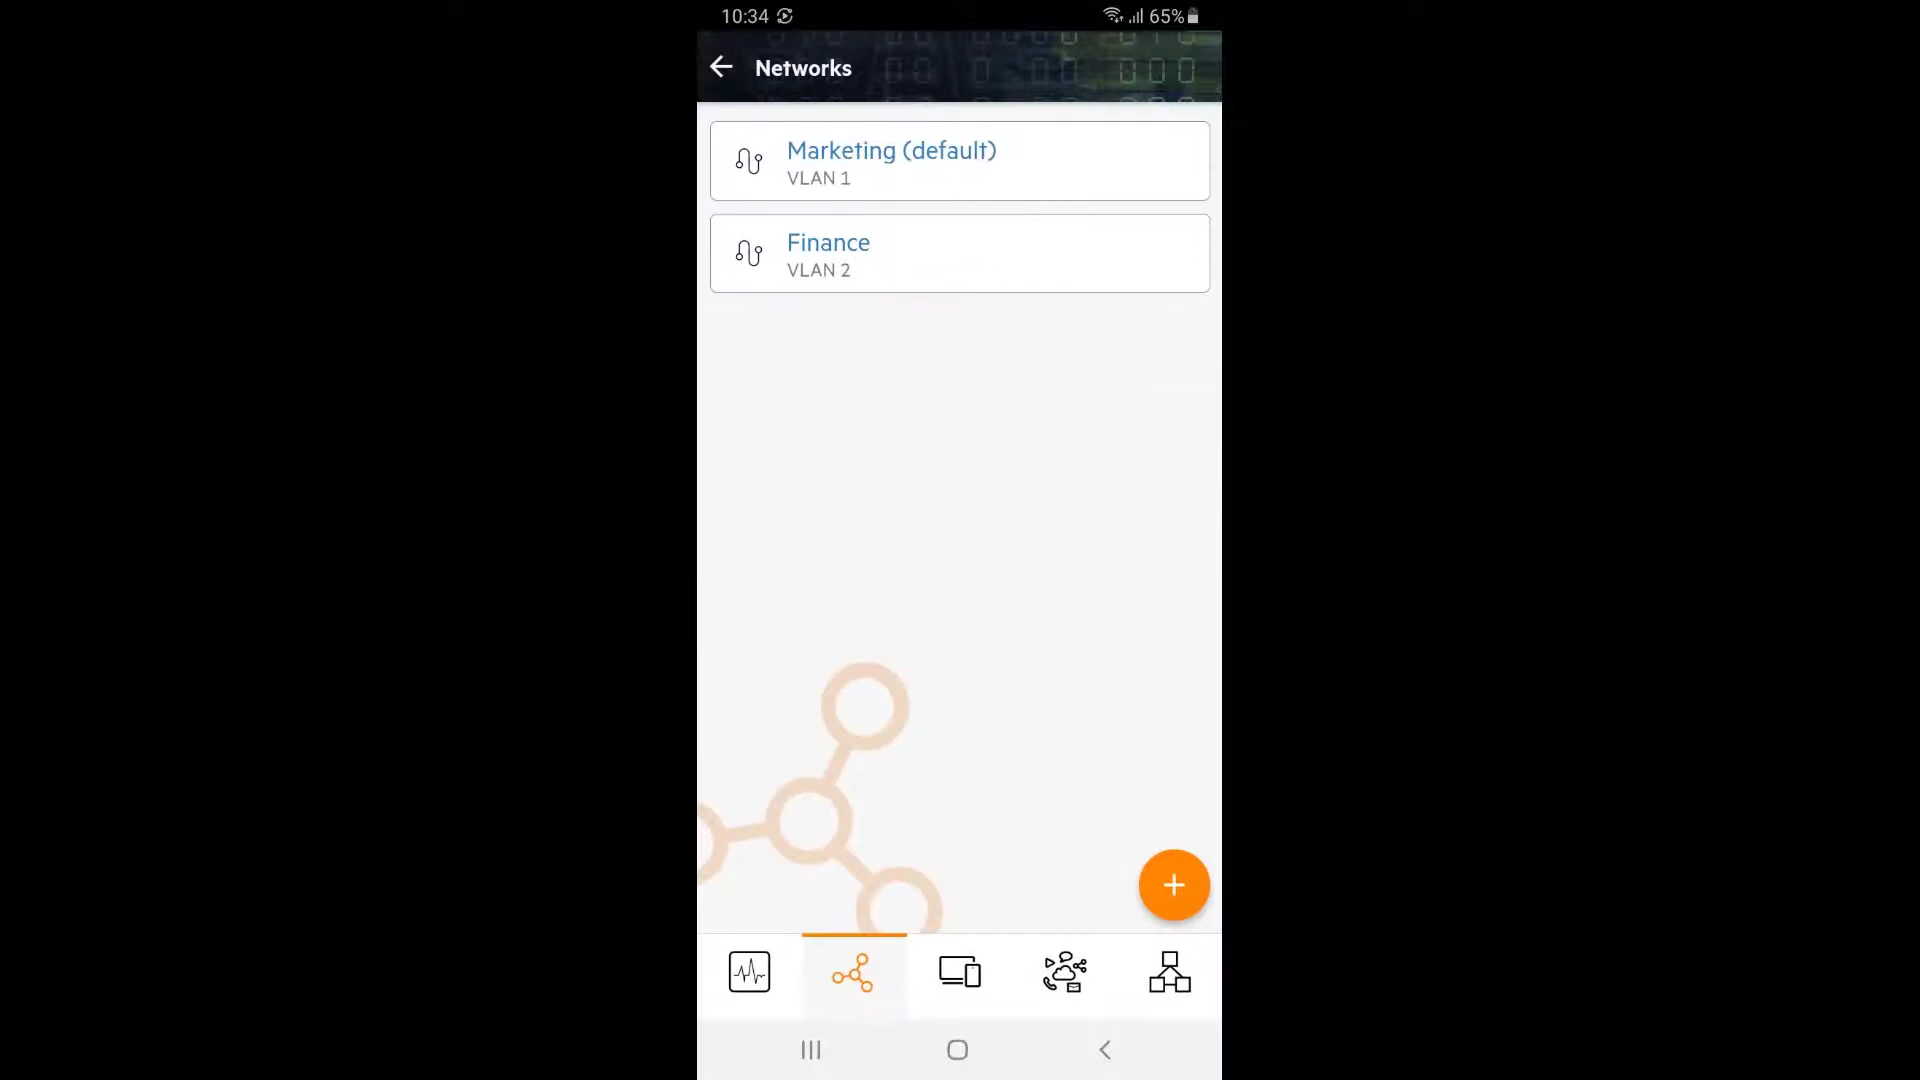 10:34
65%
Networks
Marketing (default)
VLAN 1
Finance
VLAN 2